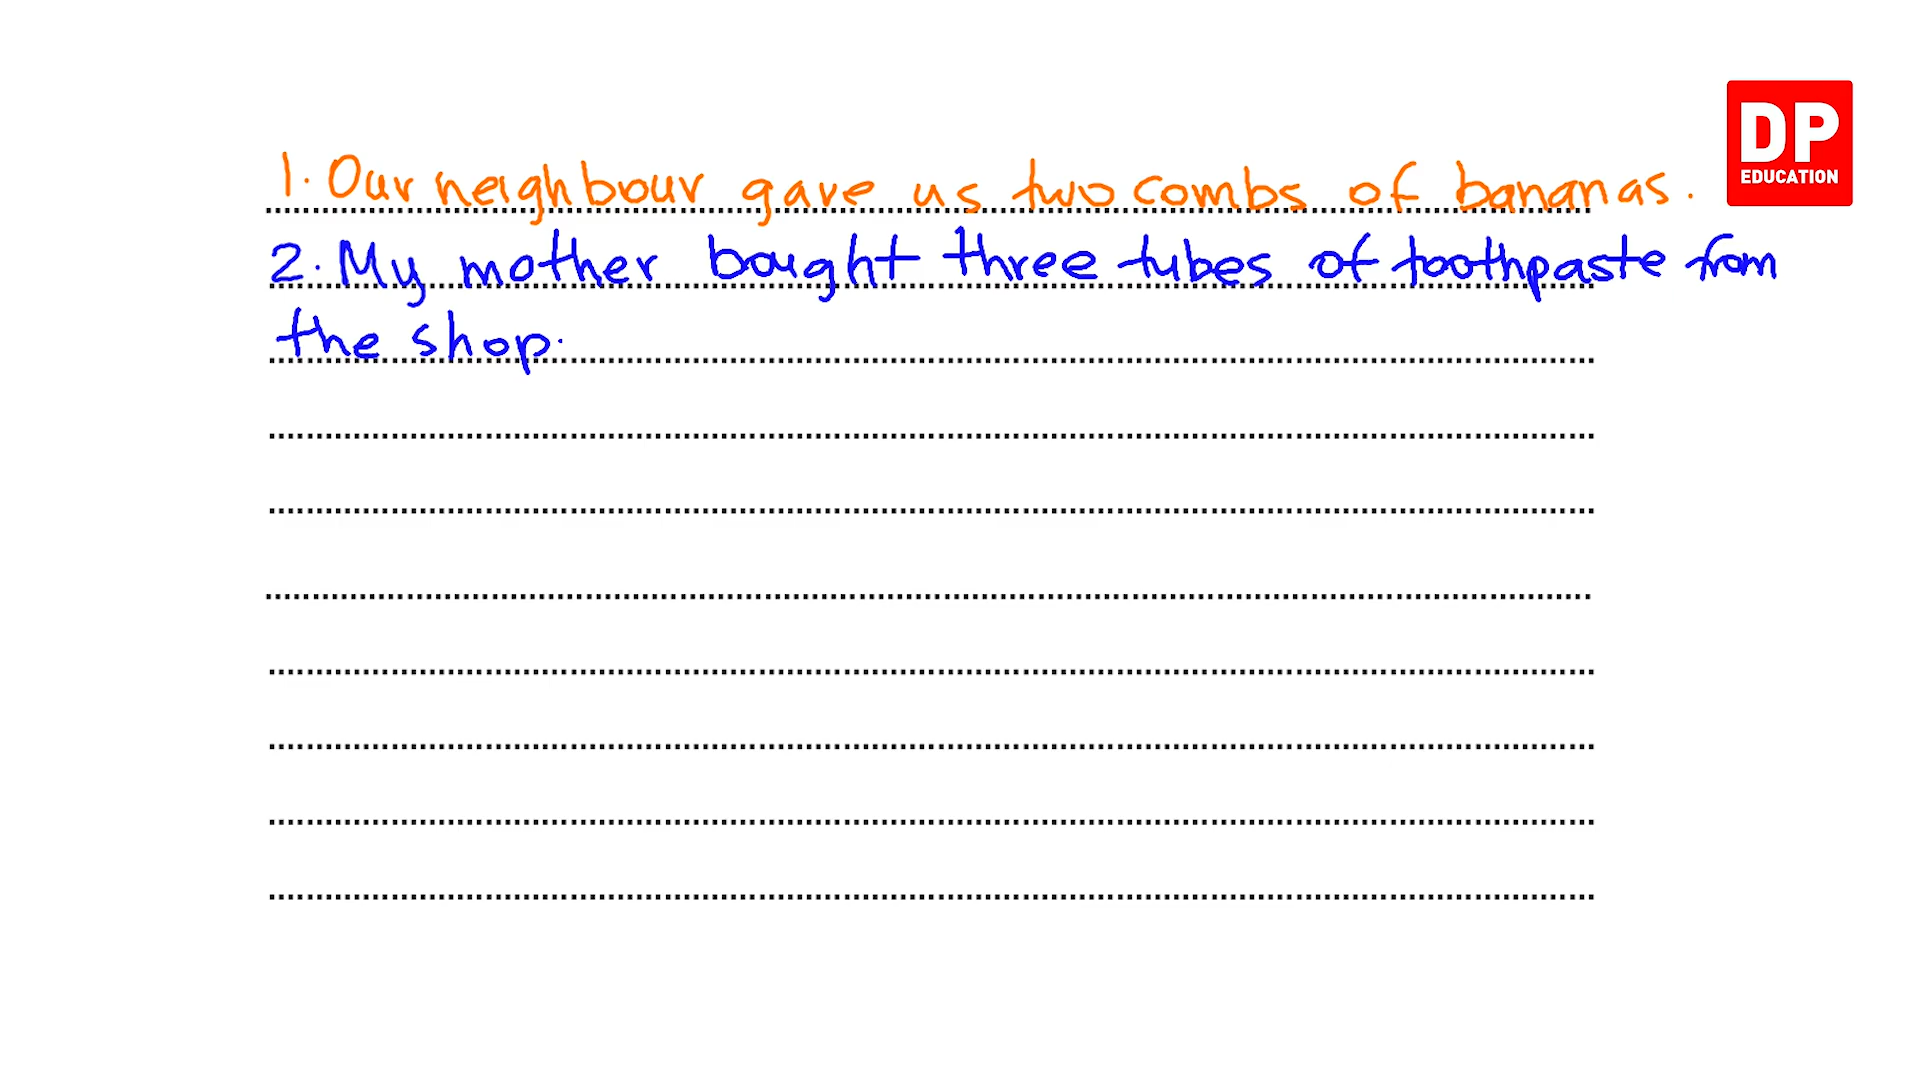 DP
EDUCATION
1. Our neighbour gave us two combs of bananas.
2. My mother bought three tubes of toothpaste from
the shop.